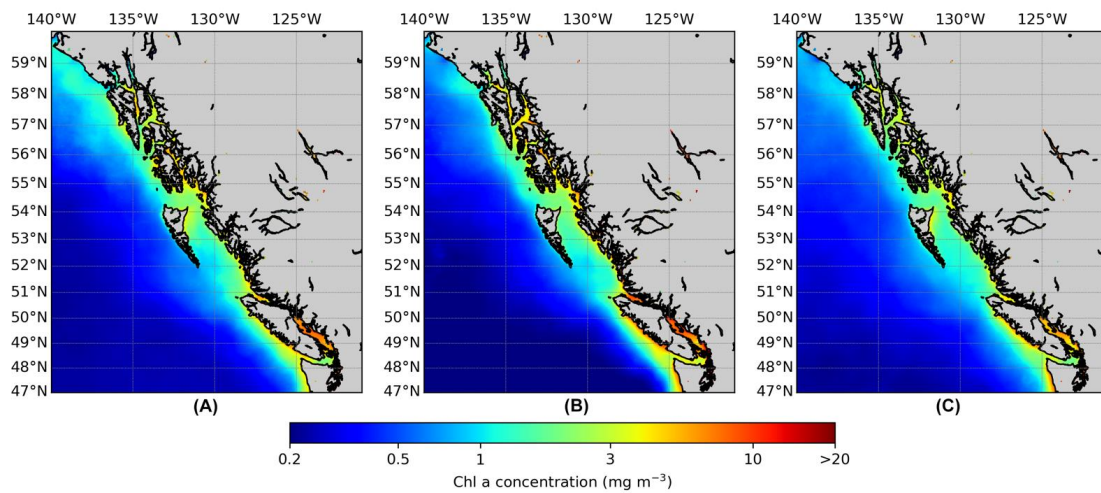 140°W 135°W 130°W 125°W 140°W 135°W 130°W 125°W 140°W 135°W 130°W 125°W
59°N 59°N 59°N
58°N 58°N 58°N
57°N 57°N 57°N
56°N 56°N 56°N
55°N 55°N 55°N
54°N 54°N 54°N
53°N 53°N 53°N
52°N 52°N 52°N
51°N 51°N 51°N
50°N 50°N 50°N
49°N 49°N 49°N
48°N 48°N 48°N
47°N 47°N 47°N
(A) (B) (C)
0.2 0.5 1 3 10 >20
Chl a concentration (mg m⁻³)